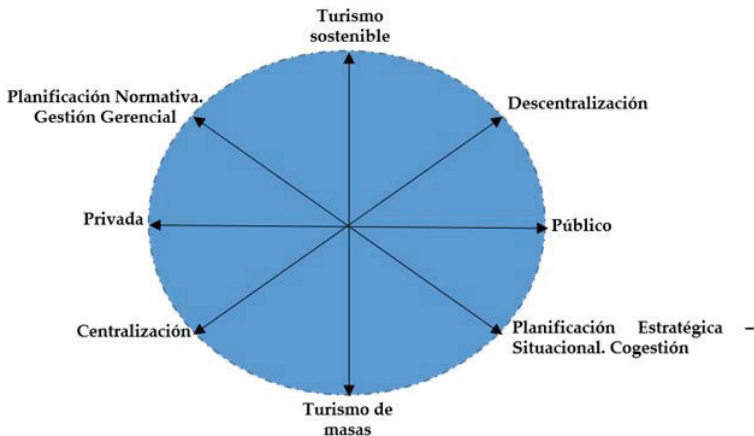 Turismo
sostenible
Planificación Normativa.
Gestión Gerencial
Descentralización
Privada
Público
Centralización
Planificación Estratégica –
Situacional. Cogestión
Turismo de
masas